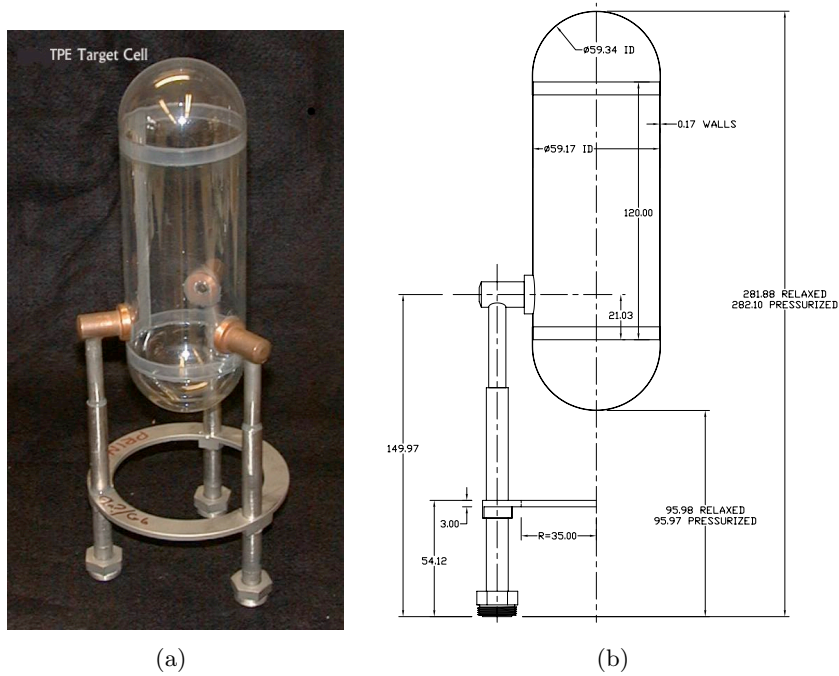 TPE Target Cell
Ø59.34 ID
0.17 WALLS
Ø59.17 ID
120.00
281.88 RELAXED
282.10 PRESSURIZED
21.03
149.97
95.98 RELAXED
95.97 PRESSURIZED
3.00
R=35.00
54.12
(a)
(b)